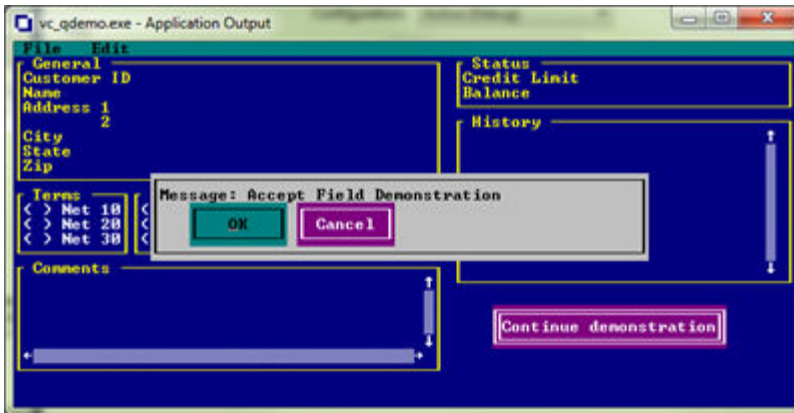 vc_qdemo.exe - Application Output
File Edit
General
Customer ID
Name
Address 1
2
City
State
Zip
Status
Credit Limit
Balance
History
Message: Accept Field Demonstration
OK Cancel
Terms
( ) Net 10
( ) Net 20
( ) Net 30
Comments
Continue demonstration